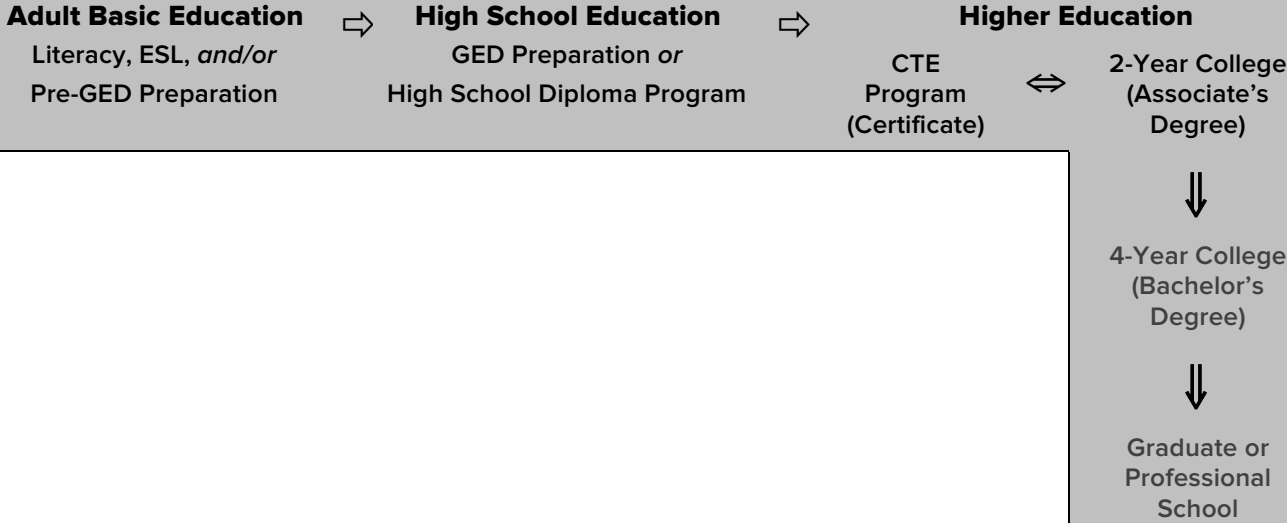 Adult Basic Education ⇨ High School Education ⇨ Higher Education
Literacy, ESL, and/or
Pre-GED Preparation
GED Preparation or
High School Diploma Program
CTE
Program
(Certificate)
⇔
2-Year College
(Associate’s
Degree)
⇓
4-Year College
(Bachelor’s
Degree)
⇓
Graduate or
Professional
School